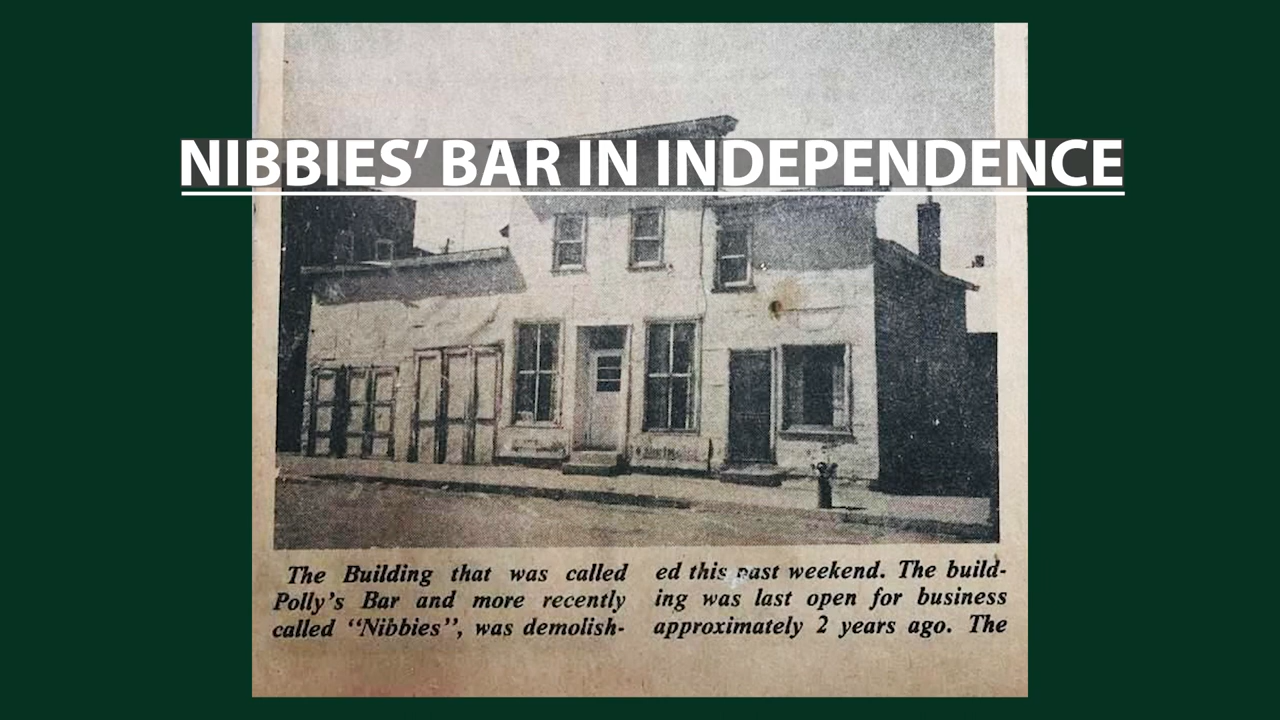 NIBBIES’ BAR IN INDEPENDENCE
The Building that was called
Polly's Bar and more recently
called "Nibbies", was demolish-
ed this past weekend. The build-
ing was last open for business
approximately 2 years ago. The